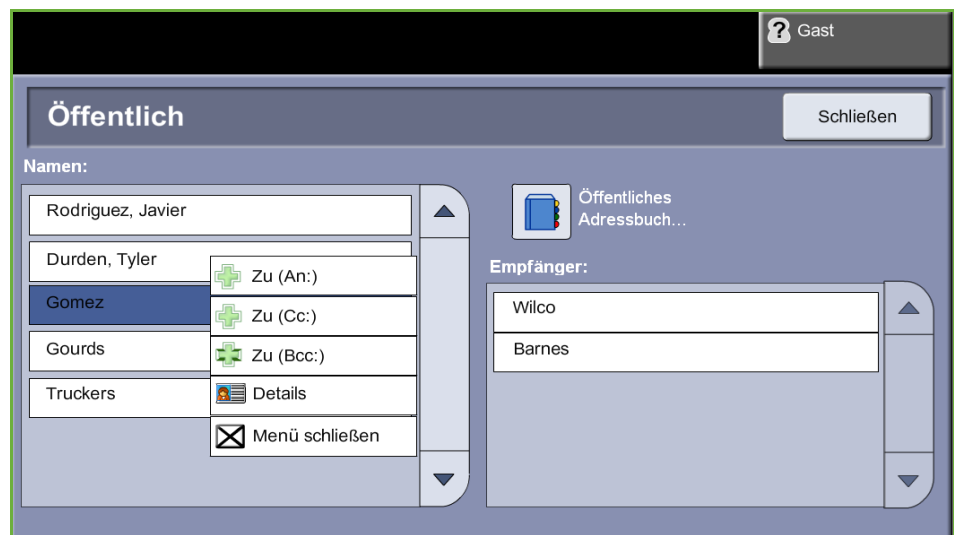 Gast
Öffentlich
Schließen
Namen:
Rodriguez, Javier
Durden, Tyler
Gomez
Gourds
Truckers
Zu (An:)
Zu (Cc:)
Zu (Bcc:)
Details
Menü schließen
Öffentliches
Adressbuch...
Empfänger:
Wilco
Barnes